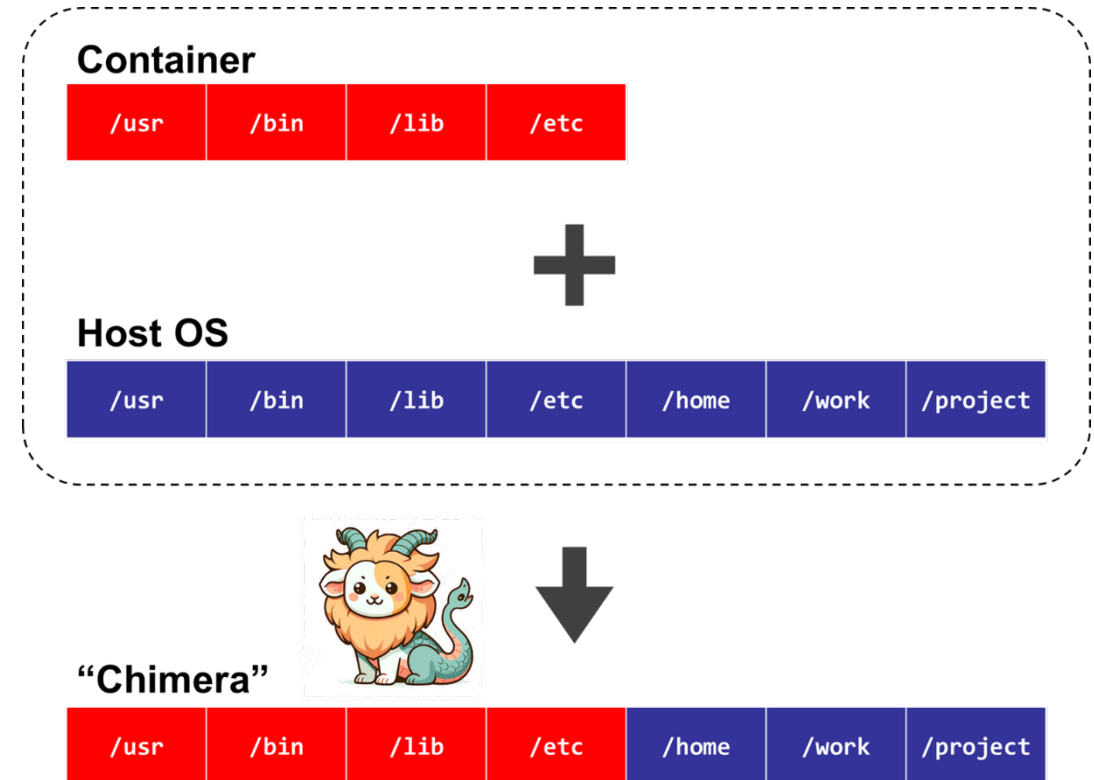 Container
/usr /bin /lib /etc
Host OS
/usr /bin /lib /etc /home /work /project
“Chimera”
/usr /bin /lib /etc /home /work /project